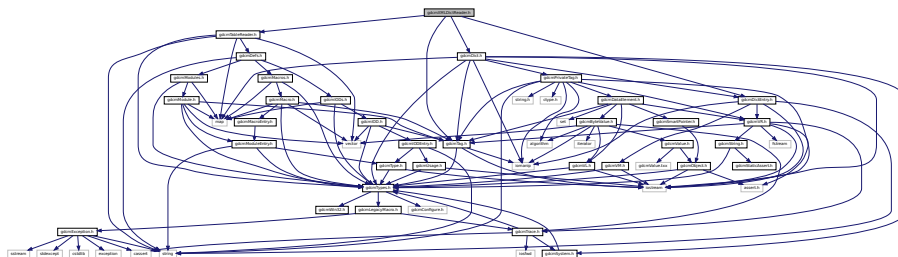 gdcmXMLDictReader.h
gdcmTableReader.h
gdcmDefs.h
gdcmDict.h
gdcmModules.h
gdcmMacros.h
gdcmPrivateTag.h
gdcmModule.h
gdcmMacro.h
gdcmIODs.h
string.h
ctype.h
gdcmDataElement.h
gdcmDictEntry.h
map
gdcmMacroEntry.h
gdcmIOD.h
set
gdcmByteValue.h
gdcmSmartPointer.h
gdcmVR.h
gdcmModuleEntry.h
vector
gdcmIODEntry.h
gdcmTag.h
algorithm
iterator
gdcmValue.h
gdcmString.h
fstream
gdcmType.h
gdcmUsage.h
iomanip
gdcmVL.h
gdcmVM.h
gdcmValue.txx
gdcmObject.h
gdcmStaticAssert.h
gdcmTypes.h
iostream
assert.h
gdcmWin32.h
gdcmLegacyMacro.h
gdcmConfigure.h
gdcmException.h
gdcmTrace.h
sstream
stdexcept
cstdlib
exception
cassert
string
iosfwd
gdcmSystem.h